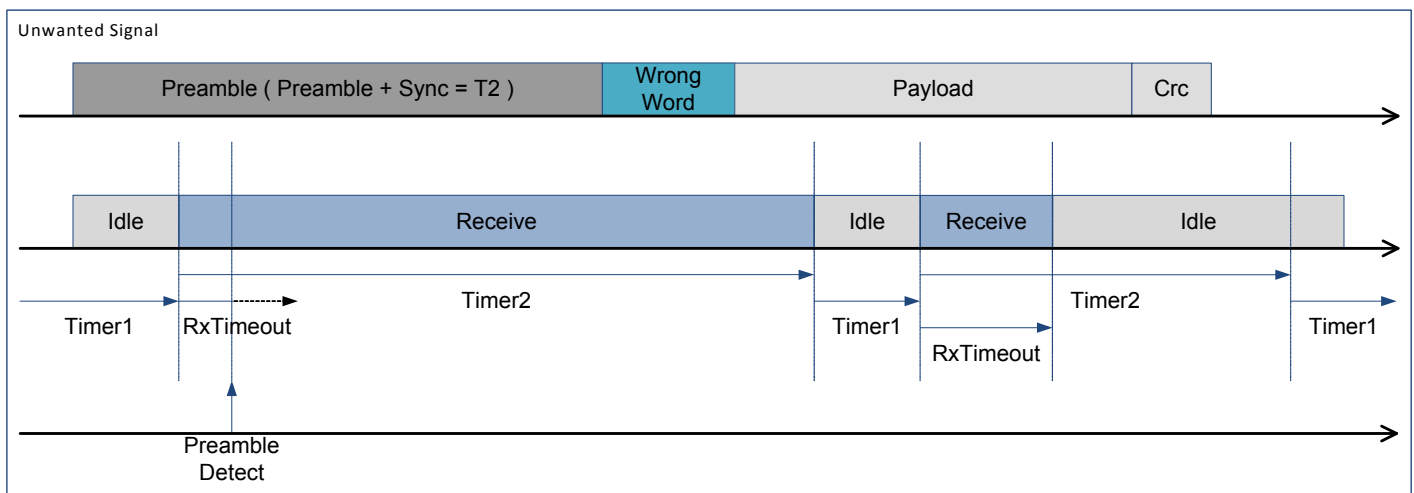 Unwanted Signal
Preamble ( Preamble + Sync = T2 )
Wrong
Word
Payload
Crc
Idle
Receive
Idle
Receive
Idle
Timer1
RxTimeout
Timer2
Timer1
RxTimeout
Timer2
Timer1
Preamble
Detect